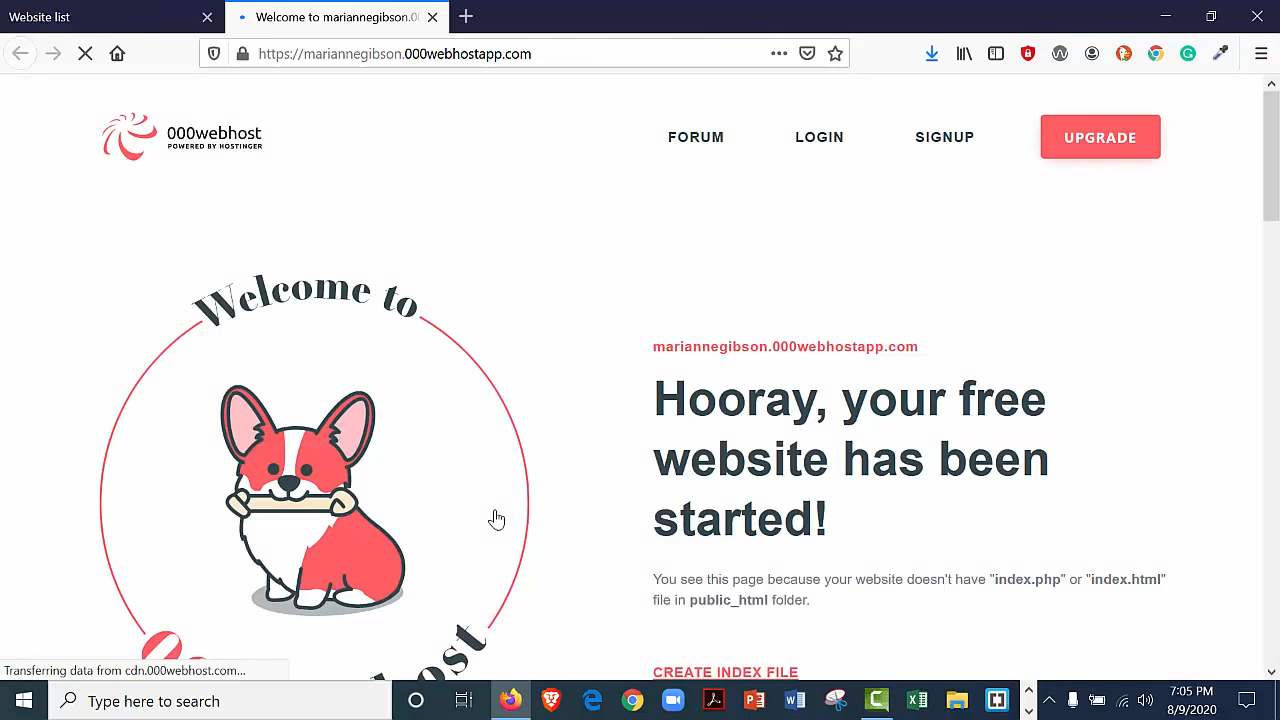 Website list
Welcome to mariannegibson.0
https://mariannegibson.000webhostapp.com
000webhost
POWERED BY HOSTINGER
FORUM
LOGIN
SIGNUP
UPGRADE
Welcome to
mariannegibson.000webhostapp.com
Hooray, your free
website has been
started!
You see this page because your website doesn't have "index.php" or "index.html"
file in public_html folder.
CREATE INDEX FILE
Transferring data from cdn.000webhost.com...
Type here to search
7:05 PM
8/9/2020